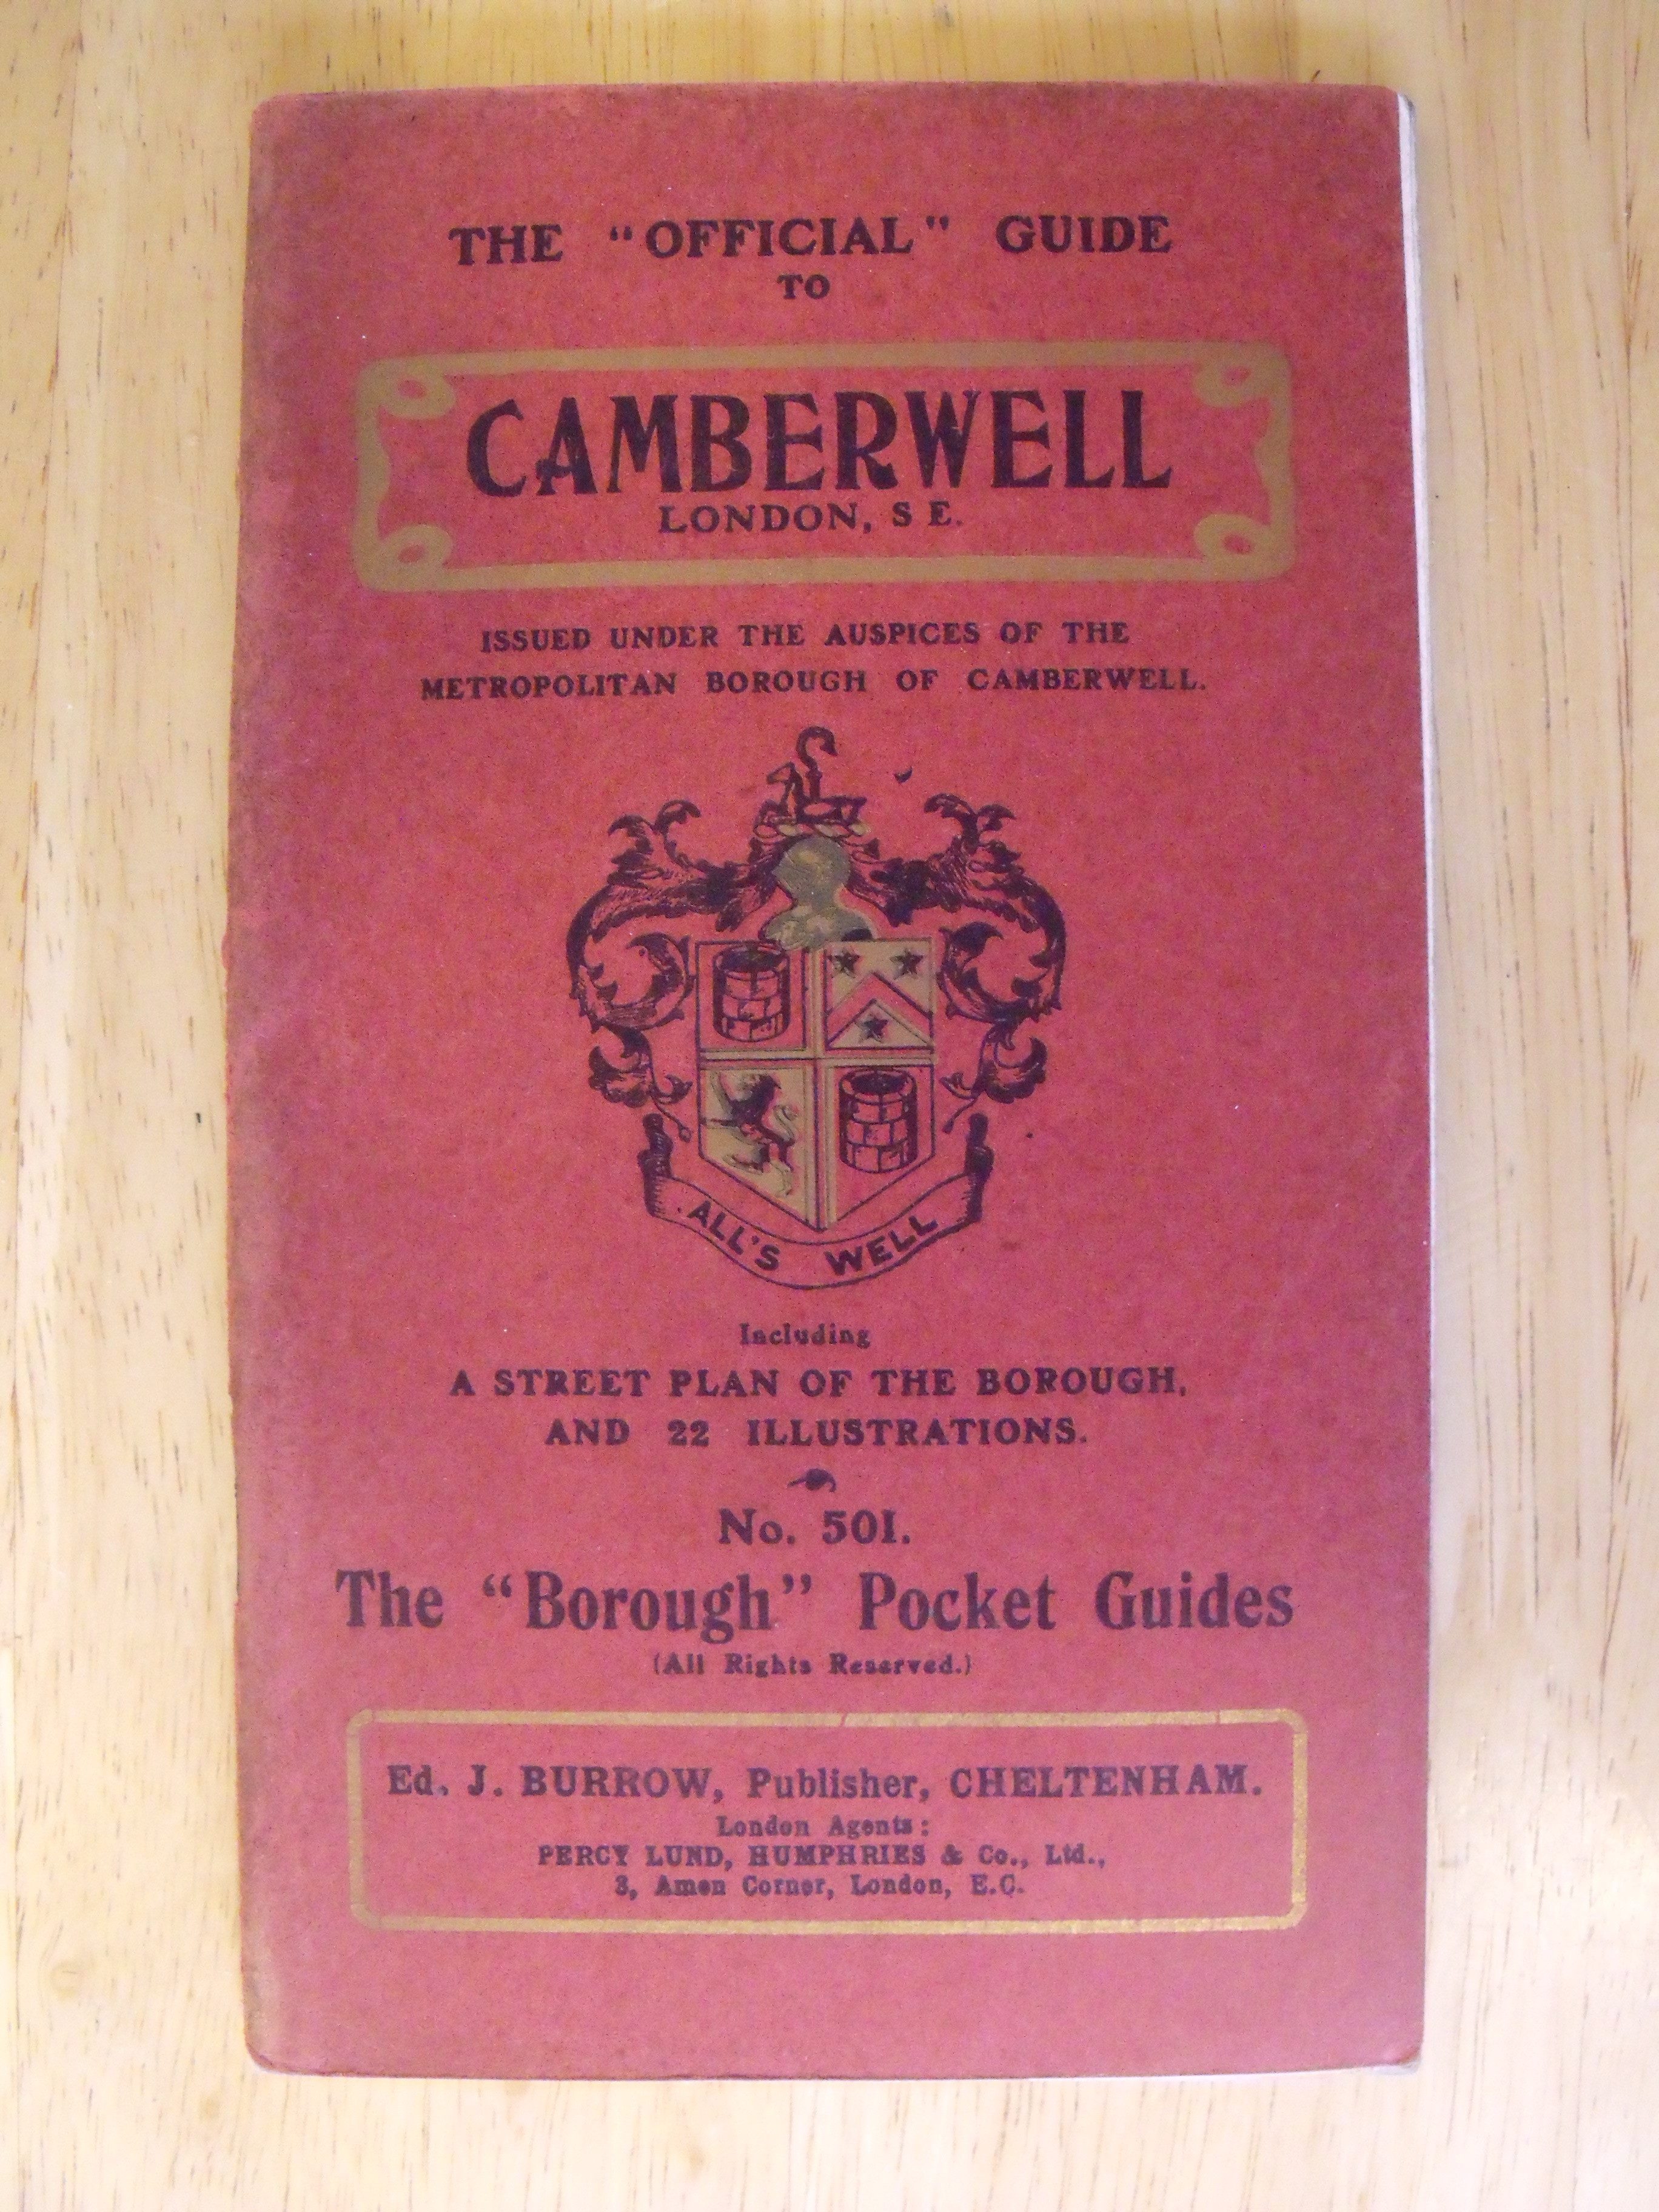 THE "OFFICIAL" GUIDE
TO
CAMBERWELL
LONDON, S E.
ISSUED UNDER THE AUSPICES OF THE
METROPOLITAN BOROUGH OF CAMBERWELL.
ALL'S WELL
Including
A STREET PLAN OF THE BOROUGH,
AND 22 ILLUSTRATIONS.
No. 501.
The "Borough" Pocket Guides
(All Rights Reserved.)
Ed. J. BURROW, Publisher, CHELTENHAM.
London Agents:
PERCY LUND, HUMPHRIES & Co., Ltd.,
3, Amen Corner, London, E.C.